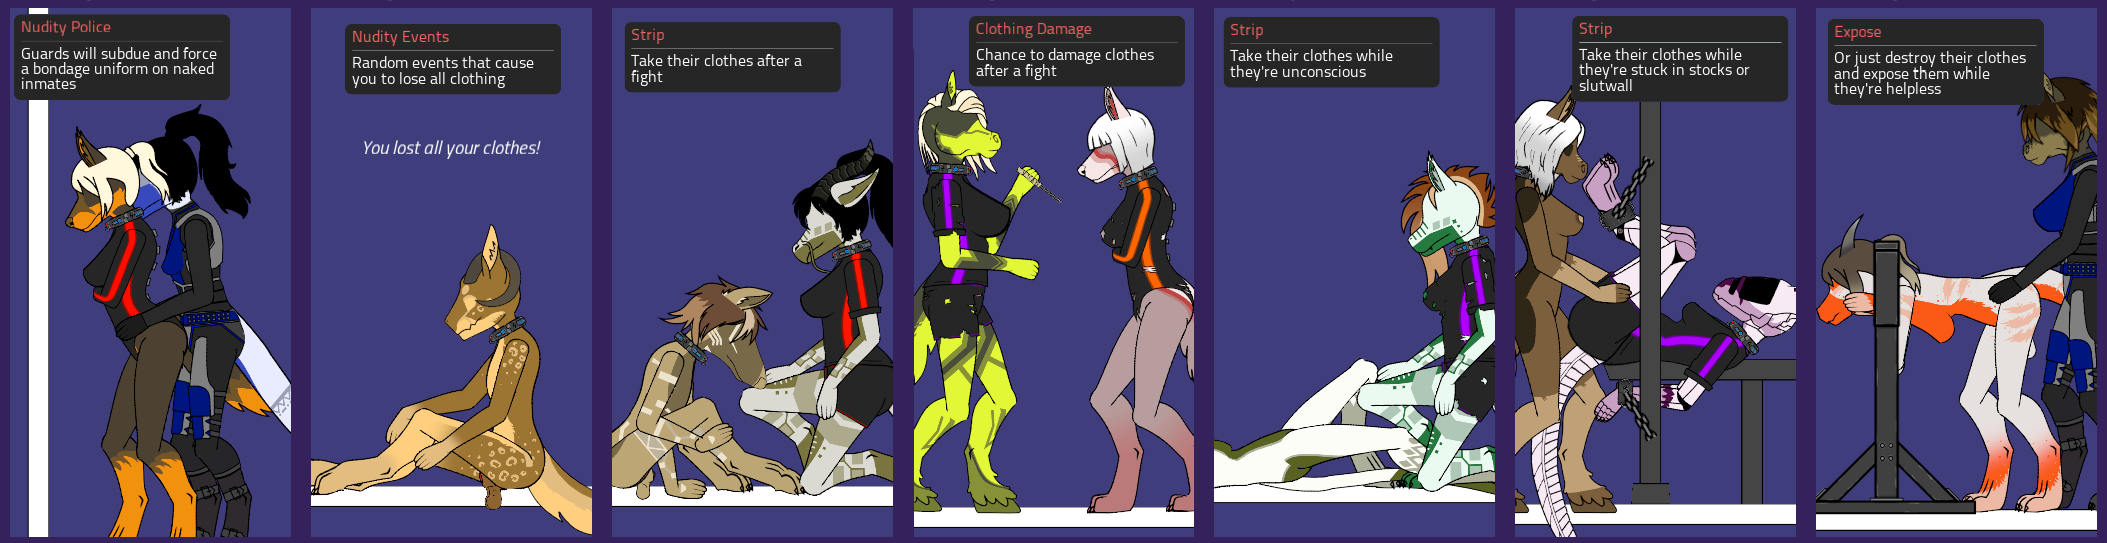 Nudity Police
Guards will subdue and force
a bondage uniform on naked
inmates
Nudity Events
Random events that cause
you to lose all clothing
You lost all your clothes!
Strip
Take their clothes after a
fight
Clothing Damage
Chance to damage clothes
after a fight
Strip
Take their clothes while
they're unconscious
Strip
Take their clothes while
they're stuck in stocks or
slutwall
Expose
Or just destroy their clothes
and expose them while
they're helpless